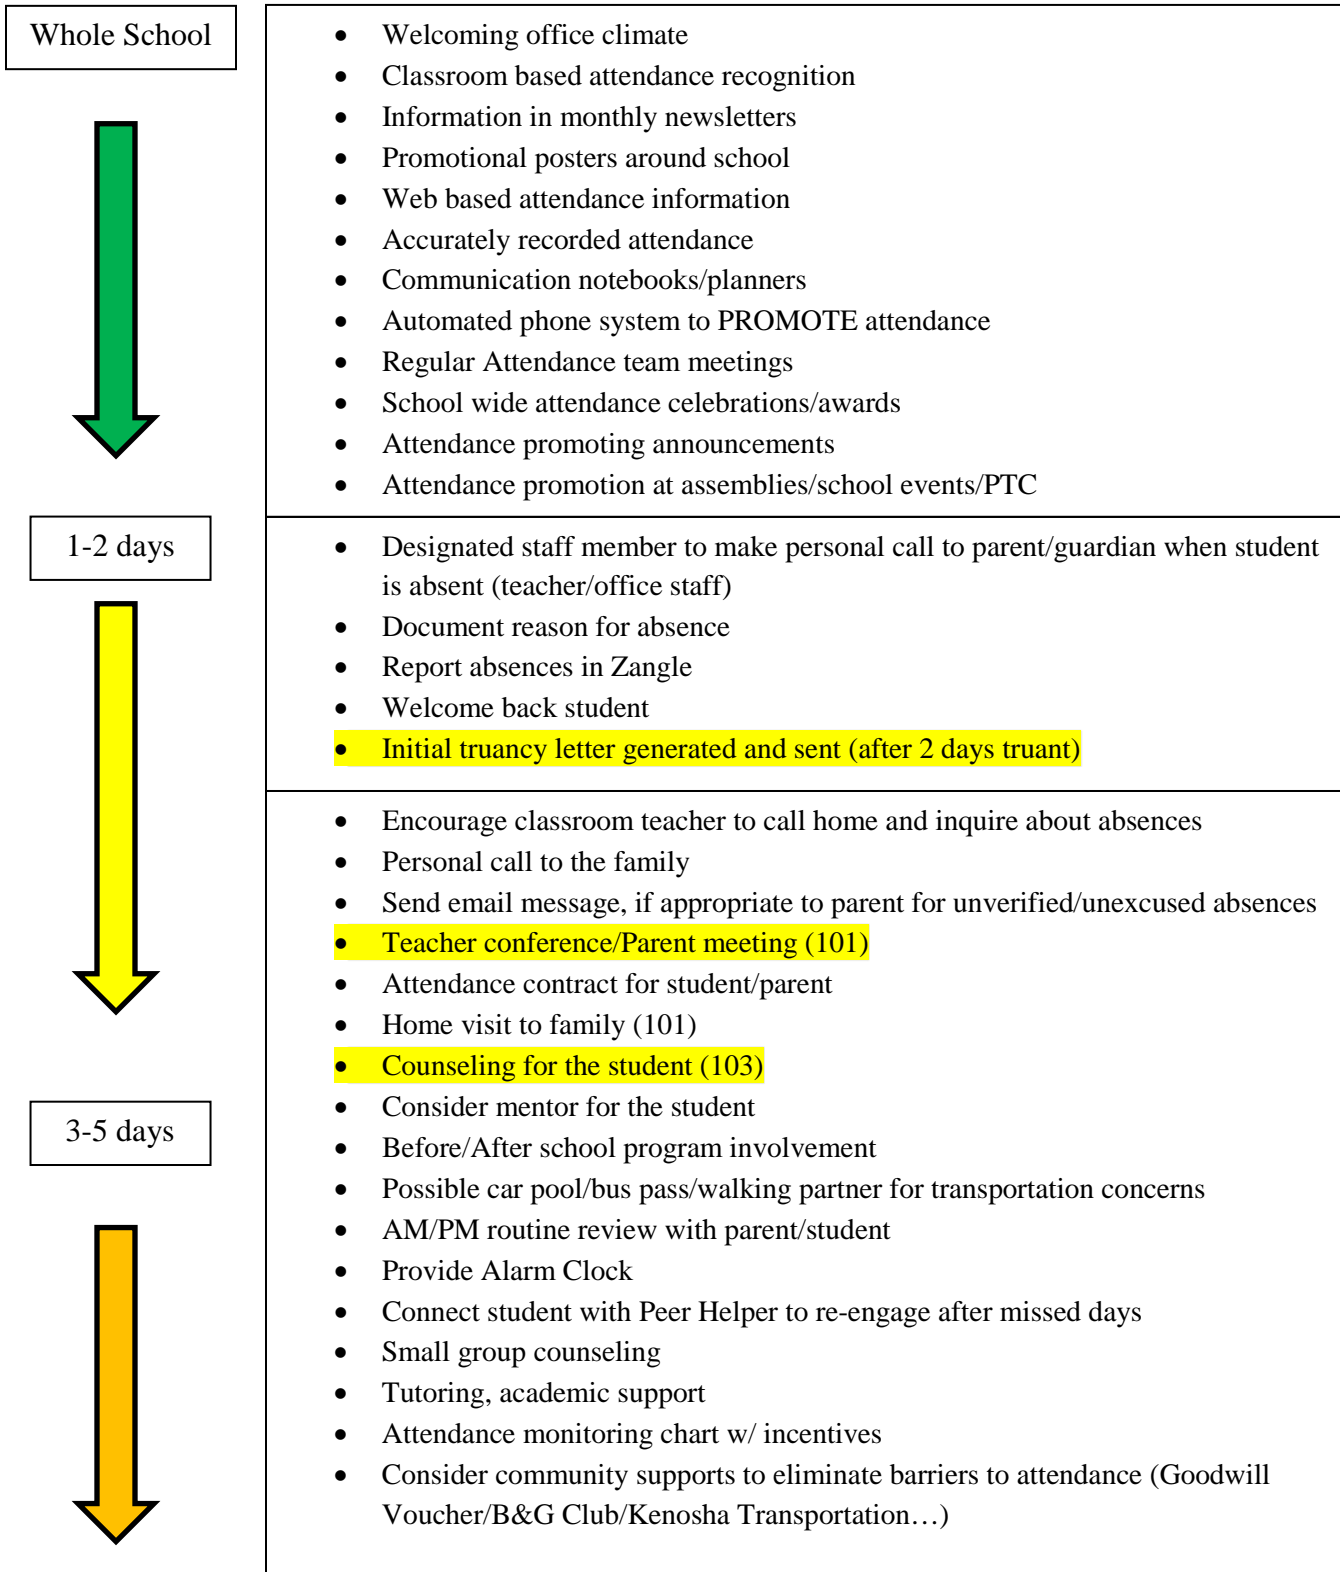 Whole School
• Welcoming office climate
• Classroom based attendance recognition
• Information in monthly newsletters
• Promotional posters around school
• Web based attendance information
• Accurately recorded attendance
• Communication notebooks/planners
• Automated phone system to PROMOTE attendance
• Regular Attendance team meetings
• School wide attendance celebrations/awards
• Attendance promoting announcements
• Attendance promotion at assemblies/school events/PTC
1-2 days
• Designated staff member to make personal call to parent/guardian when student
is absent (teacher/office staff)
• Document reason for absence
• Report absences in Zangle
• Welcome back student
• Initial truancy letter generated and sent (after 2 days truant)
3-5 days
• Encourage classroom teacher to call home and inquire about absences
• Personal call to the family
• Send email message, if appropriate to parent for unverified/unexcused absences
• Teacher conference/Parent meeting (101)
• Attendance contract for student/parent
• Home visit to family (101)
• Counseling for the student (103)
• Consider mentor for the student
• Before/After school program involvement
• Possible car pool/bus pass/walking partner for transportation concerns
• AM/PM routine review with parent/student
• Provide Alarm Clock
• Connect student with Peer Helper to re-engage after missed days
• Small group counseling
• Tutoring, academic support
• Attendance monitoring chart w/ incentives
• Consider community supports to eliminate barriers to attendance (Goodwill
Voucher/B&G Club/Kenosha Transportation…)